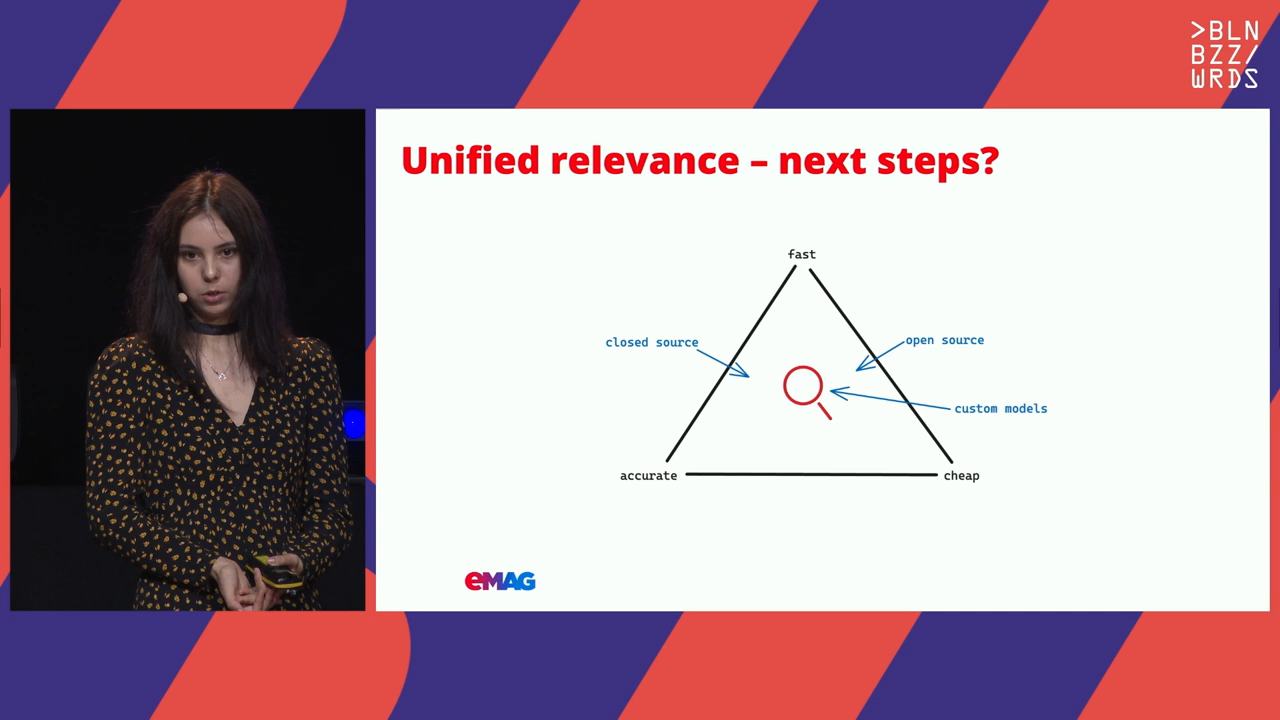 >BLN
BZZ/
WRDS
Unified relevance – next steps?
fast
closed source
open source
custom models
accurate
cheap
eMAG